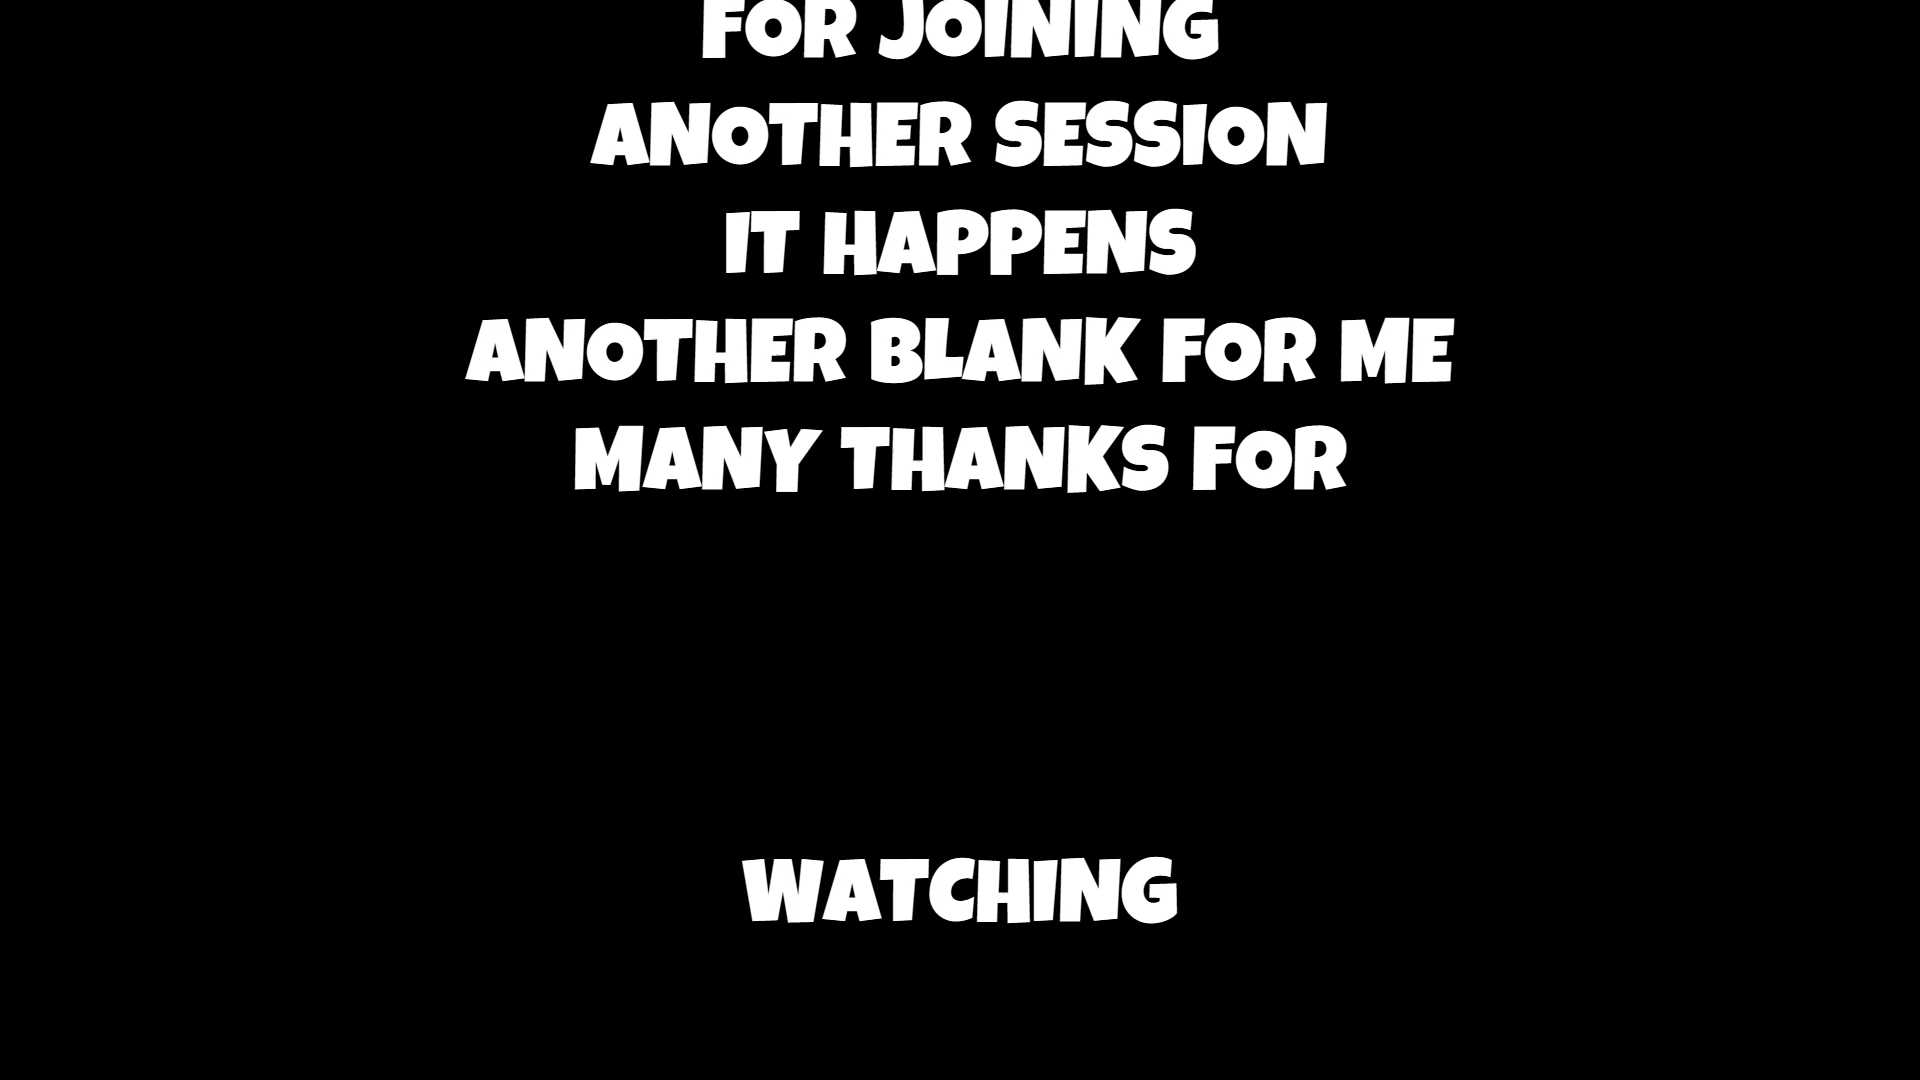 FOR JOINING
ANOTHER SESSION
IT HAPPENS
ANOTHER BLANK FOR ME
MANY THANKS FOR
WATCHING